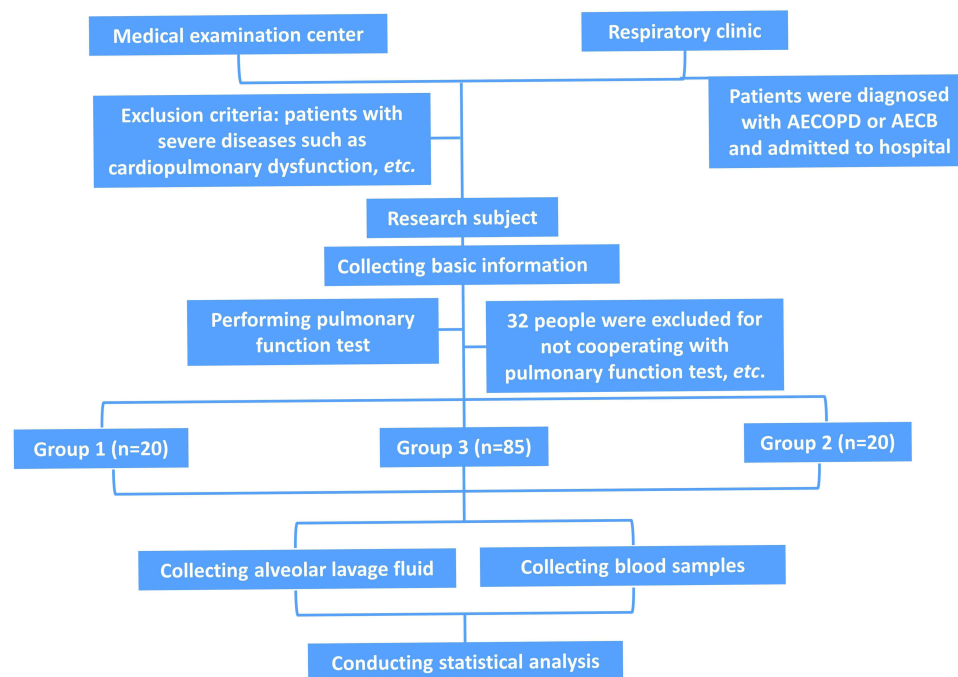 Medical examination center
Respiratory clinic
Exclusion criteria: patients with
severe diseases such as
cardiopulmonary dysfunction, etc.
Patients were diagnosed
with AECOPD or AECB
and admitted to hospital
Research subject
Collecting basic information
Performing pulmonary
function test
32 people were excluded for
not cooperating with
pulmonary function test, etc.
Group 1 (n=20)
Group 3 (n=85)
Group 2 (n=20)
Collecting alveolar lavage fluid
Collecting blood samples
Conducting statistical analysis